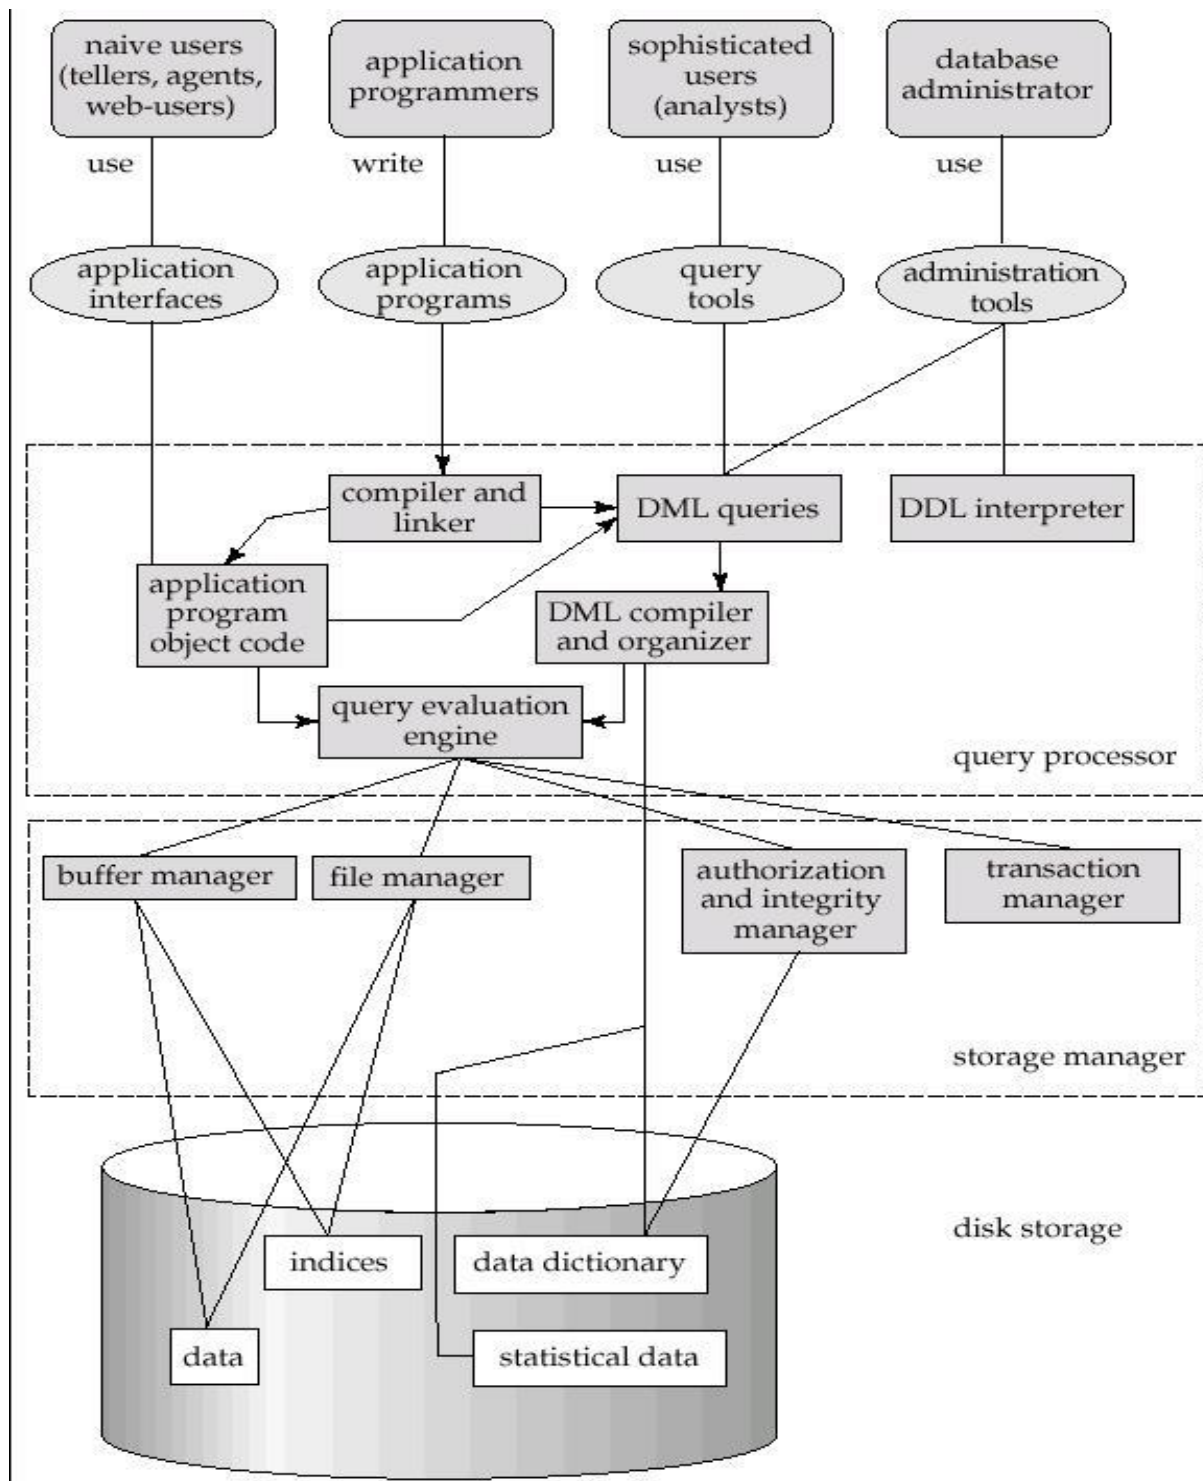 naive users
(tellers, agents,
web-users)
application
programmers
sophisticated
users
(analysts)
database
administrator
use
write
use
use
application
interfaces
application
programs
query
tools
administration
tools
compiler and
linker
DML queries
DDL interpreter
application
program
object code
DML compiler
and organizer
query evaluation
engine
query processor
buffer manager
file manager
authorization
and integrity
manager
transaction
manager
storage manager
disk storage
indices
data dictionary
data
statistical data